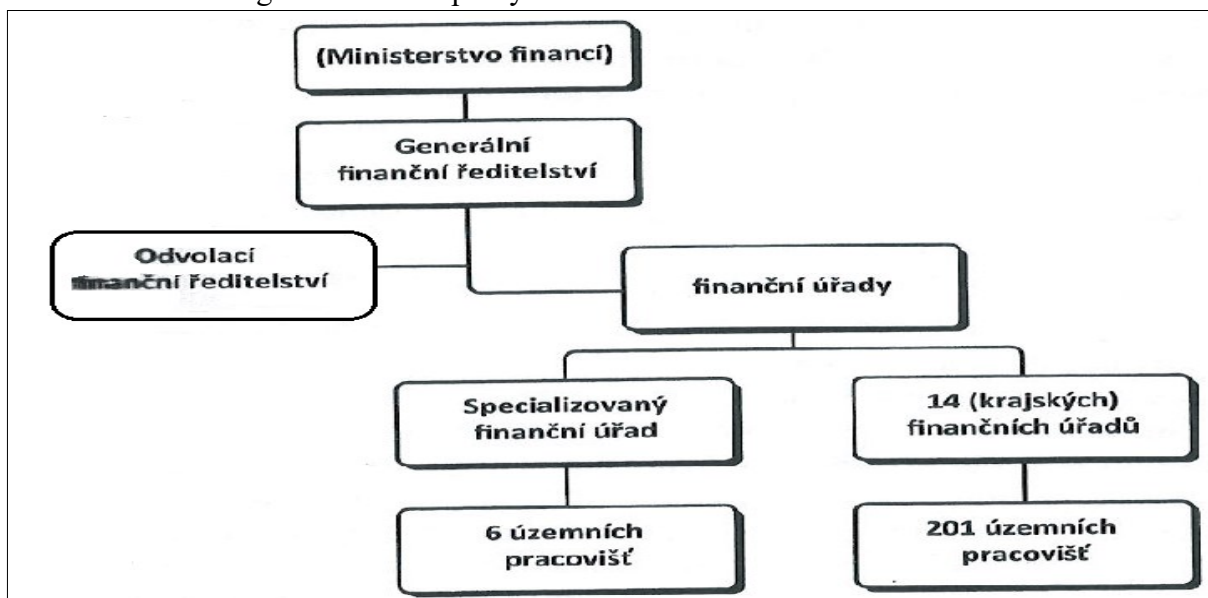 (Ministerstvo financí)
Generální
finanční ředitelství
Odvolací
finanční ředitelství
finanční úřady
Specializovaný
finanční úřad
14 (krajských)
finančních úřadů
6 územních
pracovišť
201 územních
pracovišť